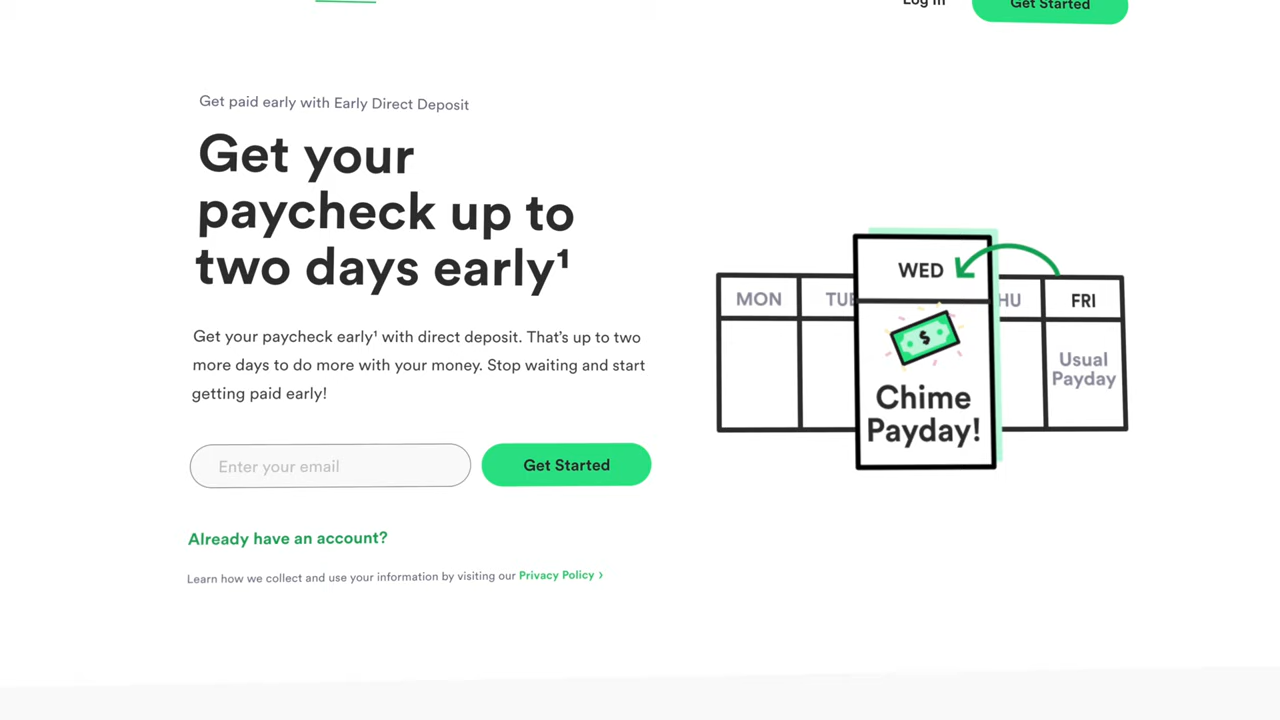 Log In
Get Started
Get paid early with Early Direct Deposit
Get your
paycheck up to
two days early¹
Get your paycheck early¹ with direct deposit. That's up to two
more days to do more with your money. Stop waiting and start
getting paid early!
Enter your email
Get Started
Already have an account?
Learn how we collect and use your information by visiting our Privacy Policy ›
MON
TUE
WED
HU
FRI
Chime
Payday!
Usual
Payday